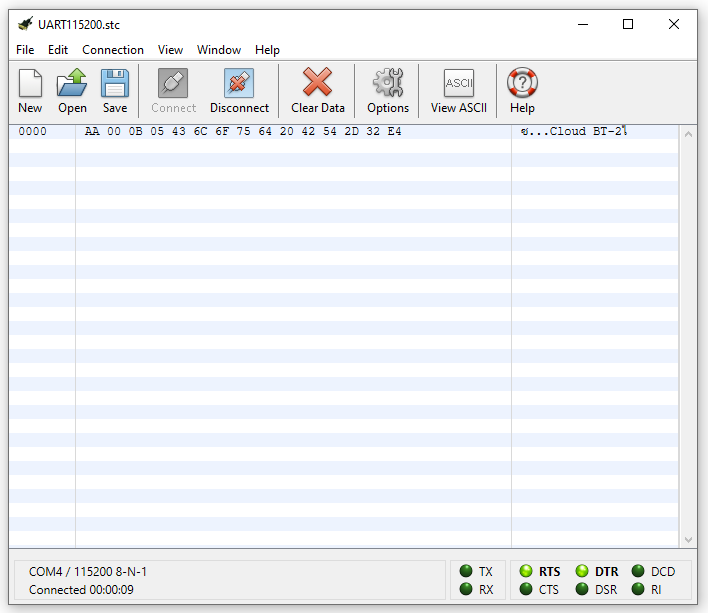 UART115200.stc
File Edit Connection View Window Help
New Open Save Connect Disconnect Clear Data Options ASCII View ASCII ? Help
0000 AA 00 0B 05 43 6C 6F 75 64 20 42 54 2D 32 E4 ช...Cloud BT-2ไ
COM4 / 115200 8-N-1 TX RTS DTR DCD
Connected 00:00:09 RX CTS DSR RI